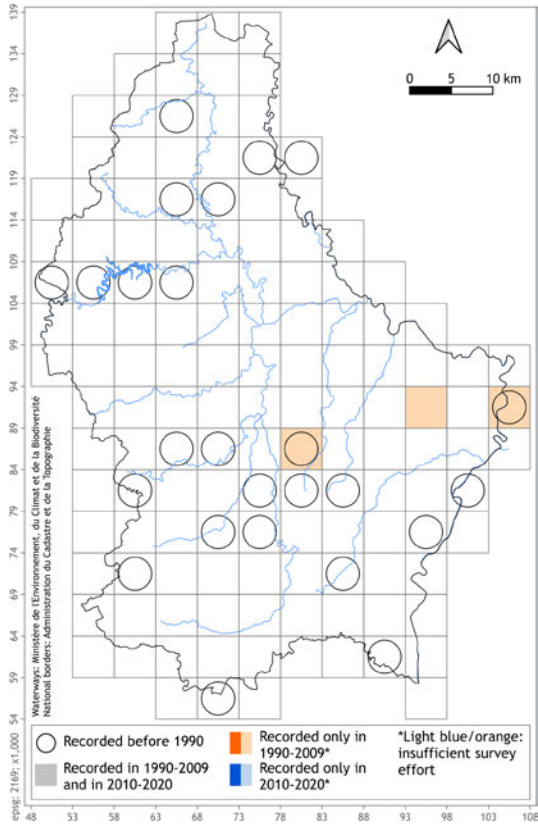 139
134
129
124
119
114
109
104
99
94
89
84
79
74
69
64
59
54
0 5 10 km
Waterways: Ministère de l'Environnement, du Climat et de la Biodiversité
National borders: Administration du Cadastre et de la Topographie
epsg: 2169; x1,000
Recorded before 1990
Recorded in 1990-2009
and in 2010-2020
Recorded only in
1990-2009*
Recorded only in
2010-2020*
*Light blue/orange:
insufficient survey
effort
48 53 58 63 68 73 78 83 88 93 98 103 108